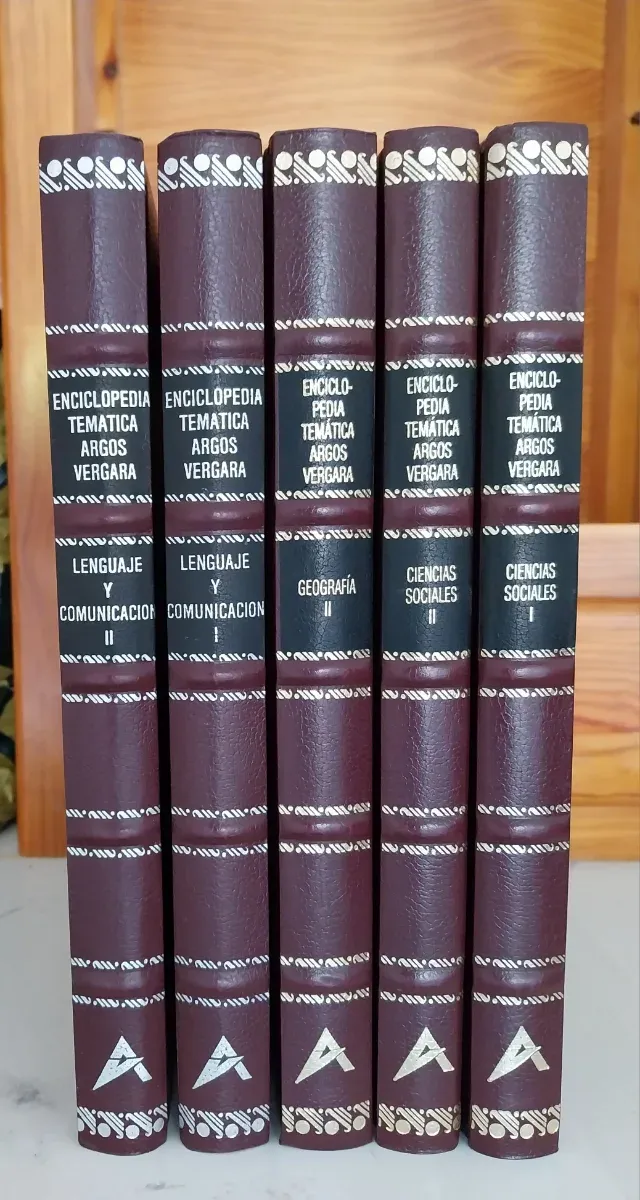 ENCICLOPEDIA
TEMATICA
ARGOS
VERGARA
LENGUAJE
Y
COMUNICACION
II
ENCICLOPEDIA
TEMATICA
ARGOS
VERGARA
LENGUAJE
Y
COMUNICACION
I
ENCICLO-
PEDIA
TEMÁTICA
ARGOS
VERGARA
GEOGRAFÍA
II
ENCICLO-
PEDIA
TEMÁTICA
ARGOS
VERGARA
CIENCIAS
SOCIALES
II
ENCICLO-
PEDIA
TEMÁTICA
ARGOS
VERGARA
CIENCIAS
SOCIALES
I